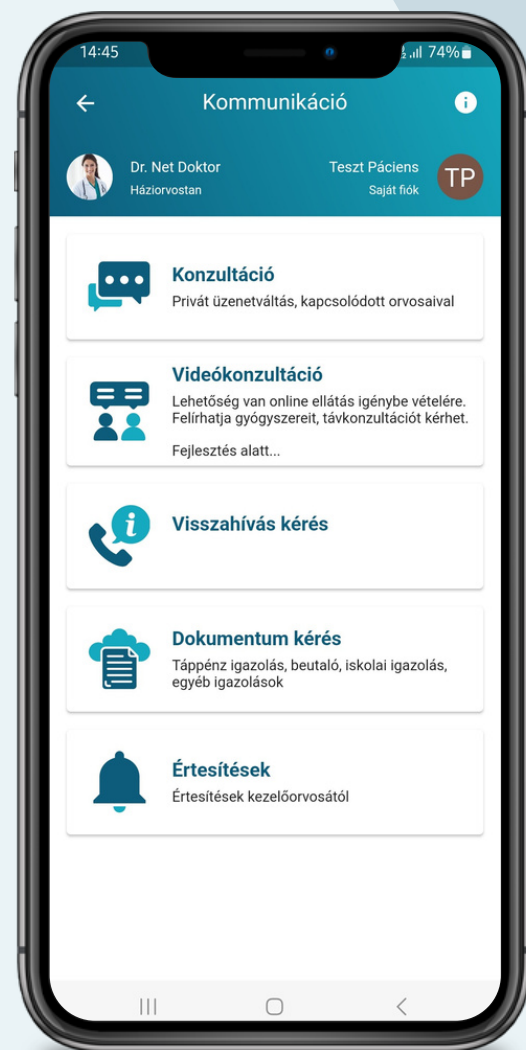 14:45
74%
Kommunikáció
Dr. Net Doktor
Háziorvostan
Teszt Páciens
Saját fiók
TP
Konzultáció
Privát üzenetváltás, kapcsolódott orvosaival
Videókonzultáció
Lehetőség van online ellátás igénybe vételére.
Felírhatja gyógyszereit, távkonzultációt kérhet.
Fejlesztés alatt...
Visszahívás kérés
Dokumentum kérés
Táppénz igazolás, beutaló, iskolai igazolás,
egyéb igazolások
Értesítések
Értesítések kezelőorvosától